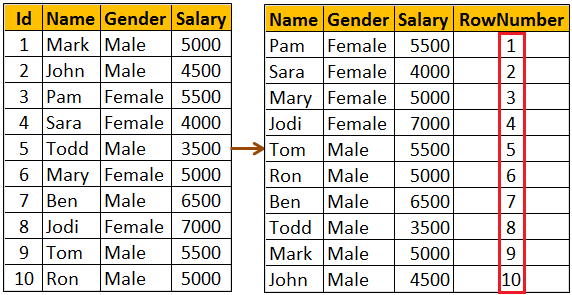 Id Name Gender Salary
1 Mark Male 5000
2 John Male 4500
3 Pam Female 5500
4 Sara Female 4000
5 Todd Male 3500
6 Mary Female 5000
7 Ben Male 6500
8 Jodi Female 7000
9 Tom Male 5500
10 Ron Male 5000
Name Gender Salary RowNumber
Pam Female 5500 1
Sara Female 4000 2
Mary Female 5000 3
Jodi Female 7000 4
Tom Male 5500 5
Ron Male 5000 6
Ben Male 6500 7
Todd Male 3500 8
Mark Male 5000 9
John Male 4500 10